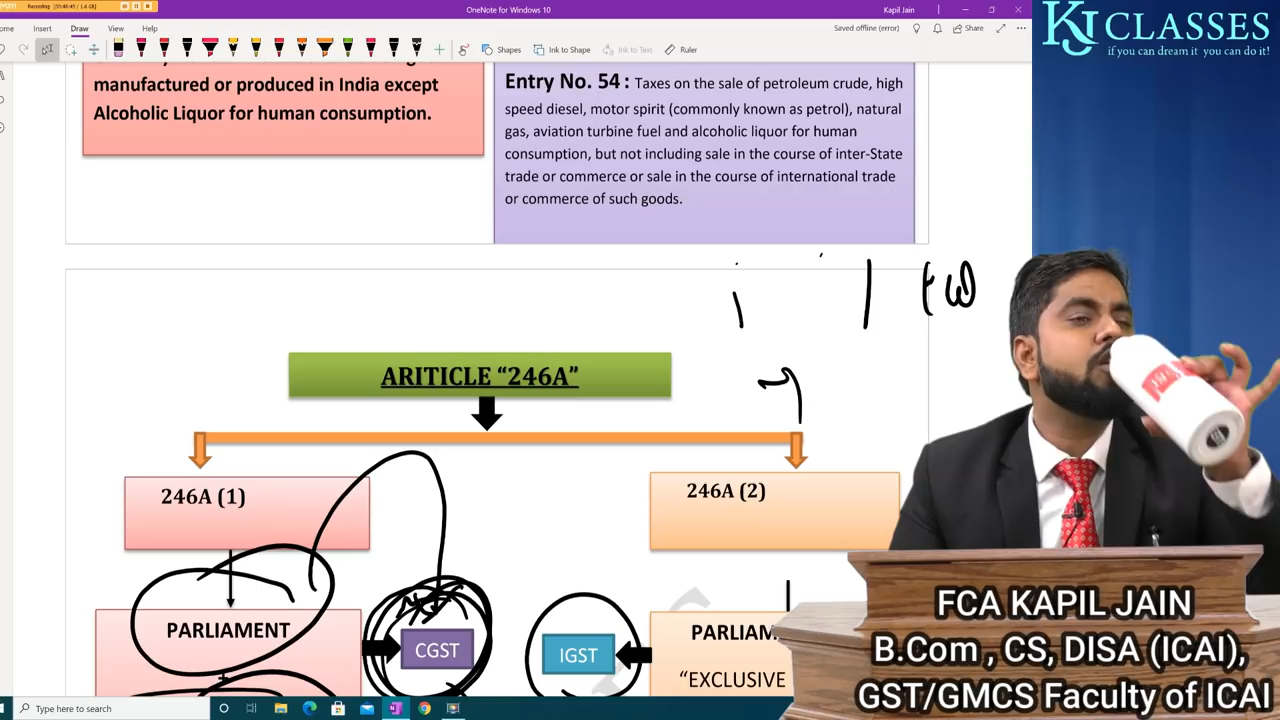 Recording
OneNote for Windows 10
Kapil Jain
Insert
Draw
View
Help
Saved offline (error)
Share
Shapes
Ink to Shape
Ink to Text
Ruler
KJ CLASSES
if you can dream it you can do it!
manufactured or produced in India except
Alcoholic Liquor for human consumption.
Entry No. 54 : Taxes on the sale of petroleum crude, high
speed diesel, motor spirit (commonly known as petrol), natural
gas, aviation turbine fuel and alcoholic liquor for human
consumption, but not including sale in the course of inter-State
trade or commerce or sale in the course of international trade
or commerce of such goods.
ARITICLE “246A”
246A (1)
246A (2)
PARLIAMENT
CGST
IGST
PARLIAM
“EXCLUSIVE
FCA KAPIL JAIN
B.Com , CS, DISA (ICAI),
GST/GMCS Faculty of ICAI
Type here to search